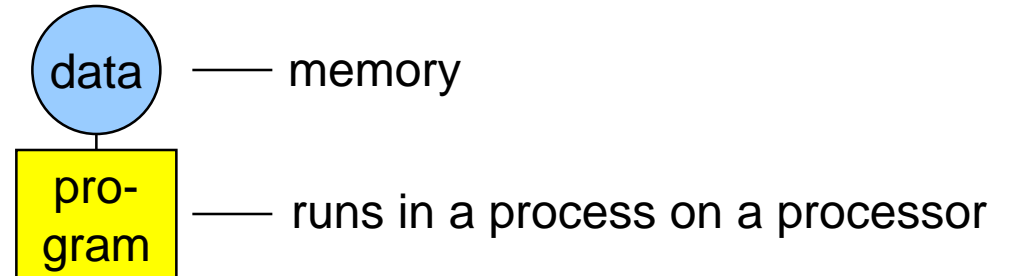 data
memory
pro-
gram
runs in a process on a processor